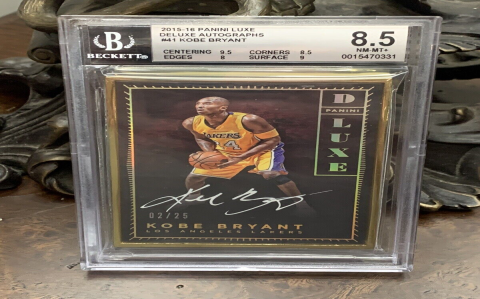 2015-16 PANINI LUXE
DELUXE AUTOGRAPHS
#41 KOBE BRYANT
CENTERING 9.5 CORNERS 8.5
EDGES 8 SURFACE 9
B
BECKETT
8.5
NM-MT+
0015470331
D
PANINI
LUXE
LAKERS
02/25
KOBE BRYANT
LOS ANGELES LAKERS